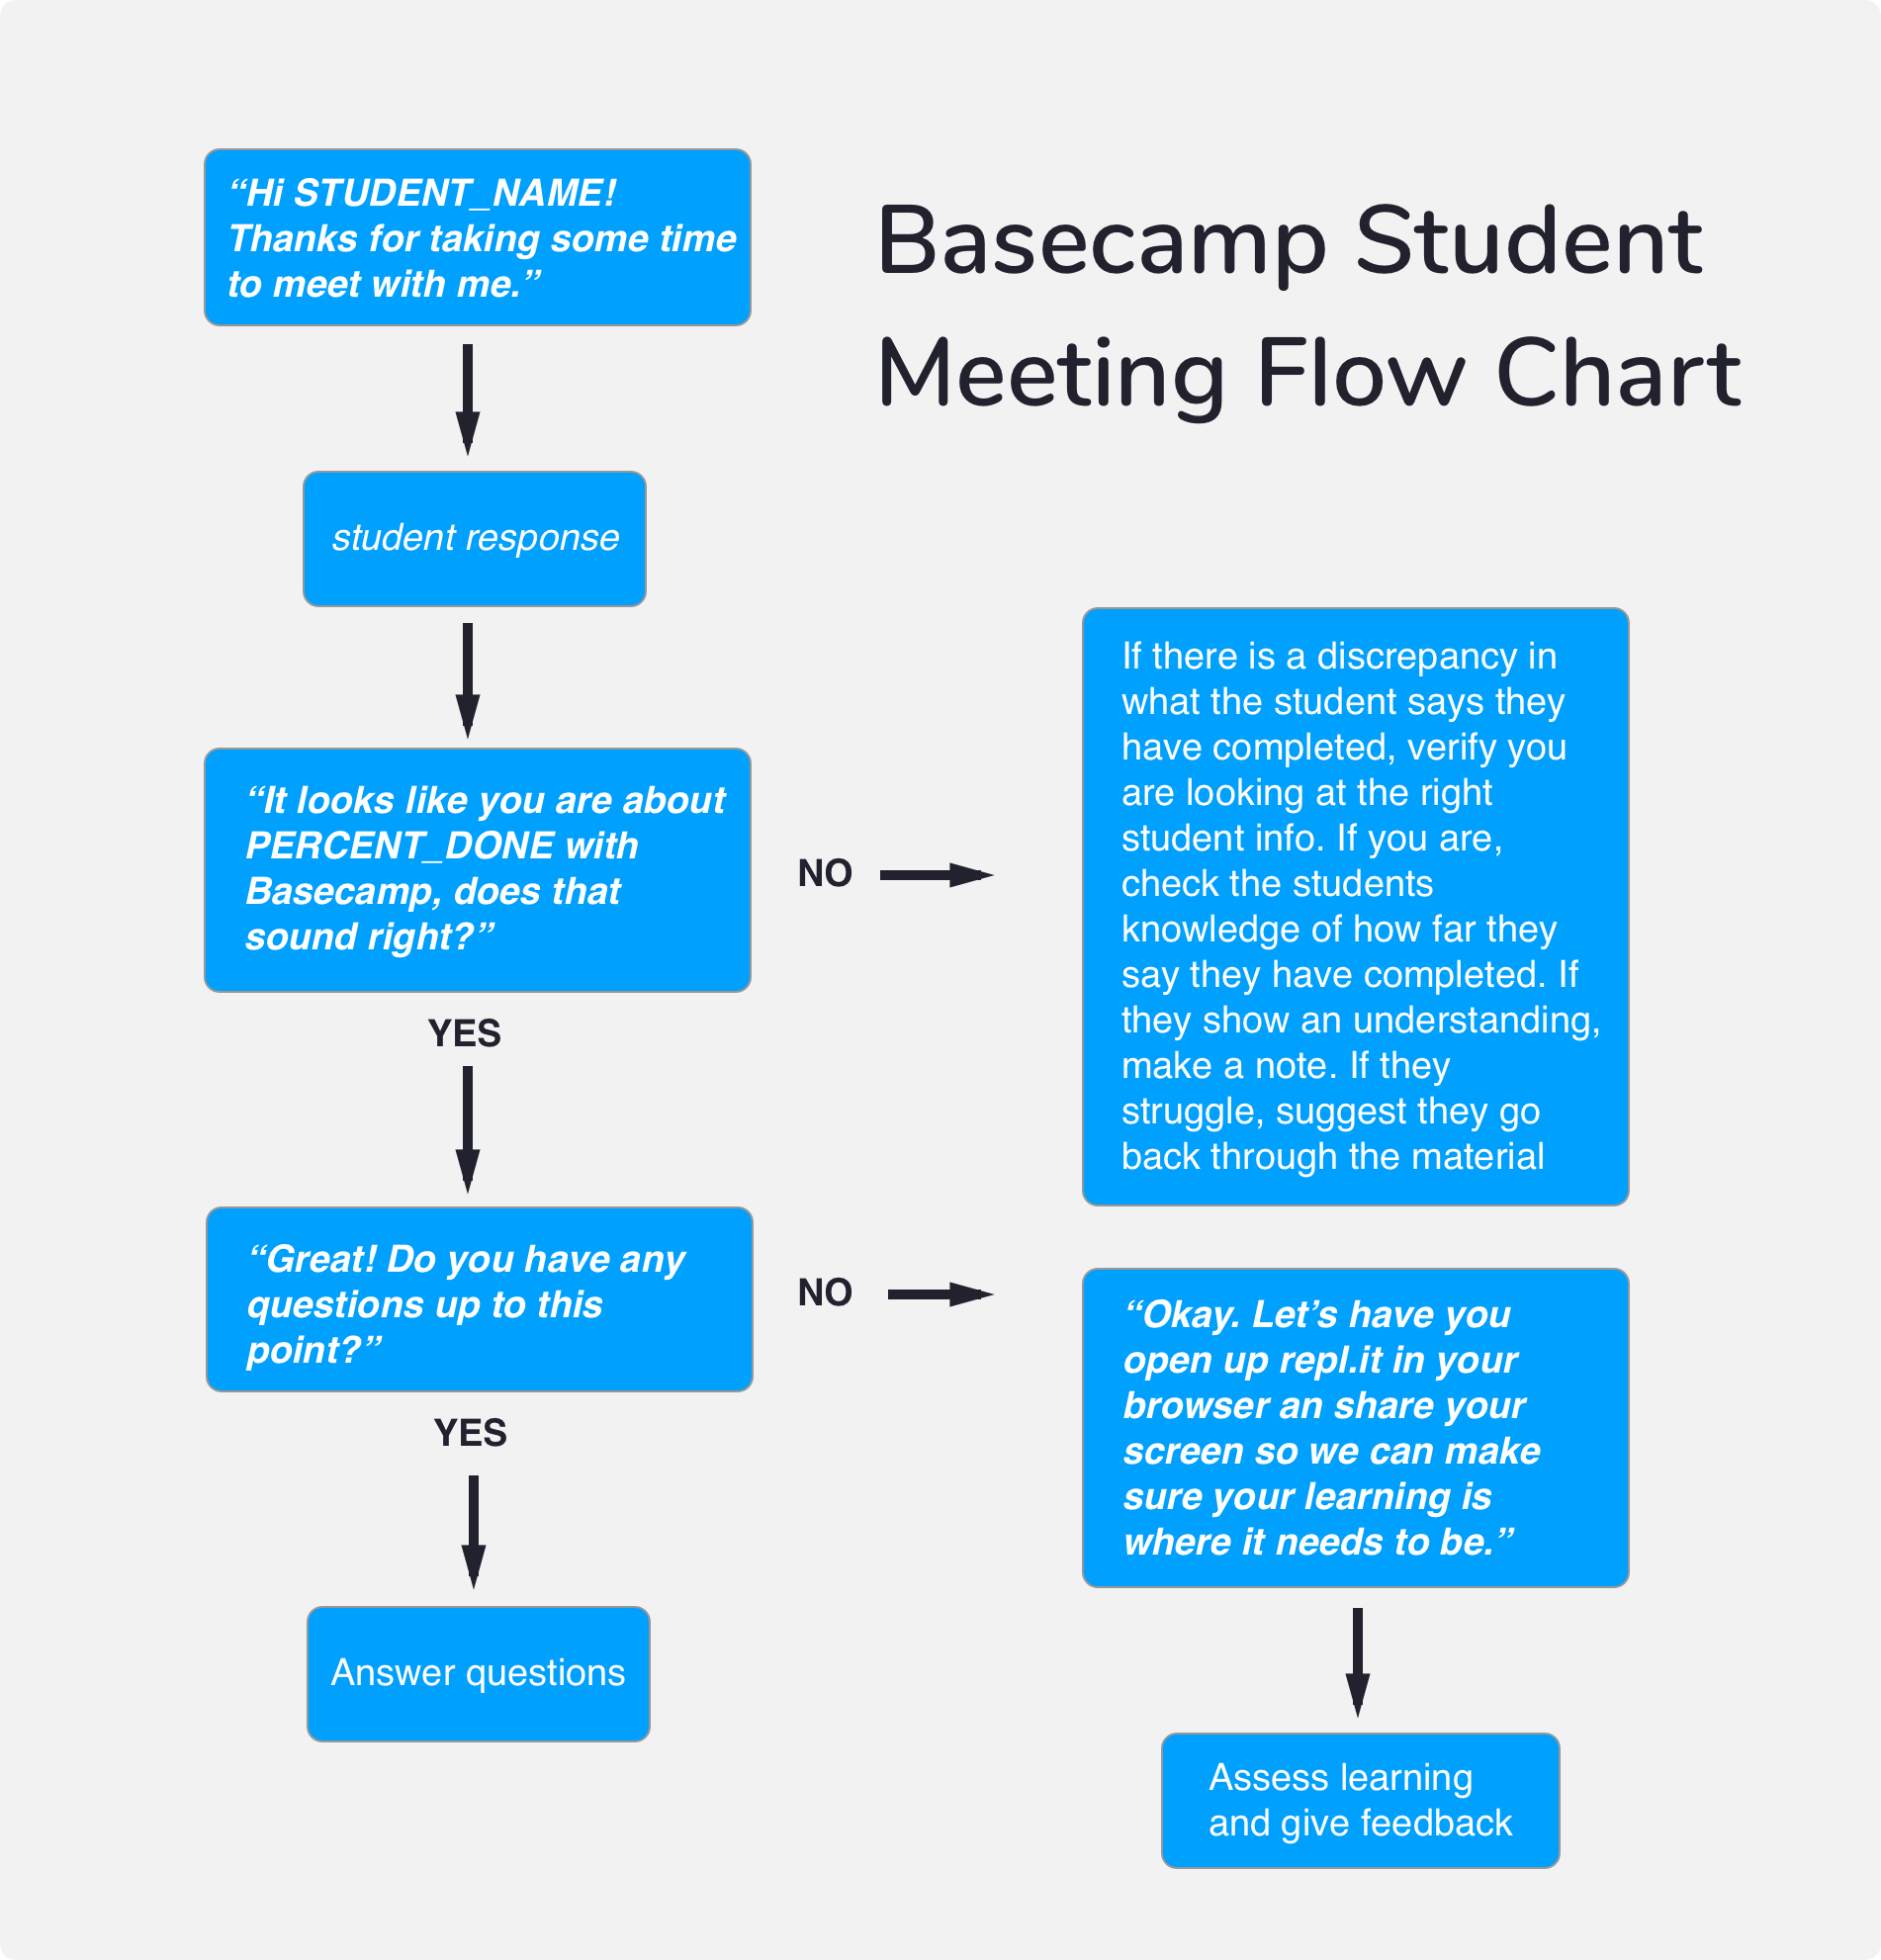 Basecamp Student
Meeting Flow Chart
“Hi STUDENT_NAME!
Thanks for taking some time
to meet with me.”
student response
“It looks like you are about
PERCENT_DONE with
Basecamp, does that
sound right?”
NO
If there is a discrepancy in
what the student says they
have completed, verify you
are looking at the right
student info. If you are,
check the students
knowledge of how far they
say they have completed. If
they show an understanding,
make a note. If they
struggle, suggest they go
back through the material
YES
“Great! Do you have any
questions up to this
point?”
NO
“Okay. Let’s have you
open up repl.it in your
browser an share your
screen so we can make
sure your learning is
where it needs to be.”
YES
Answer questions
Assess learning
and give feedback